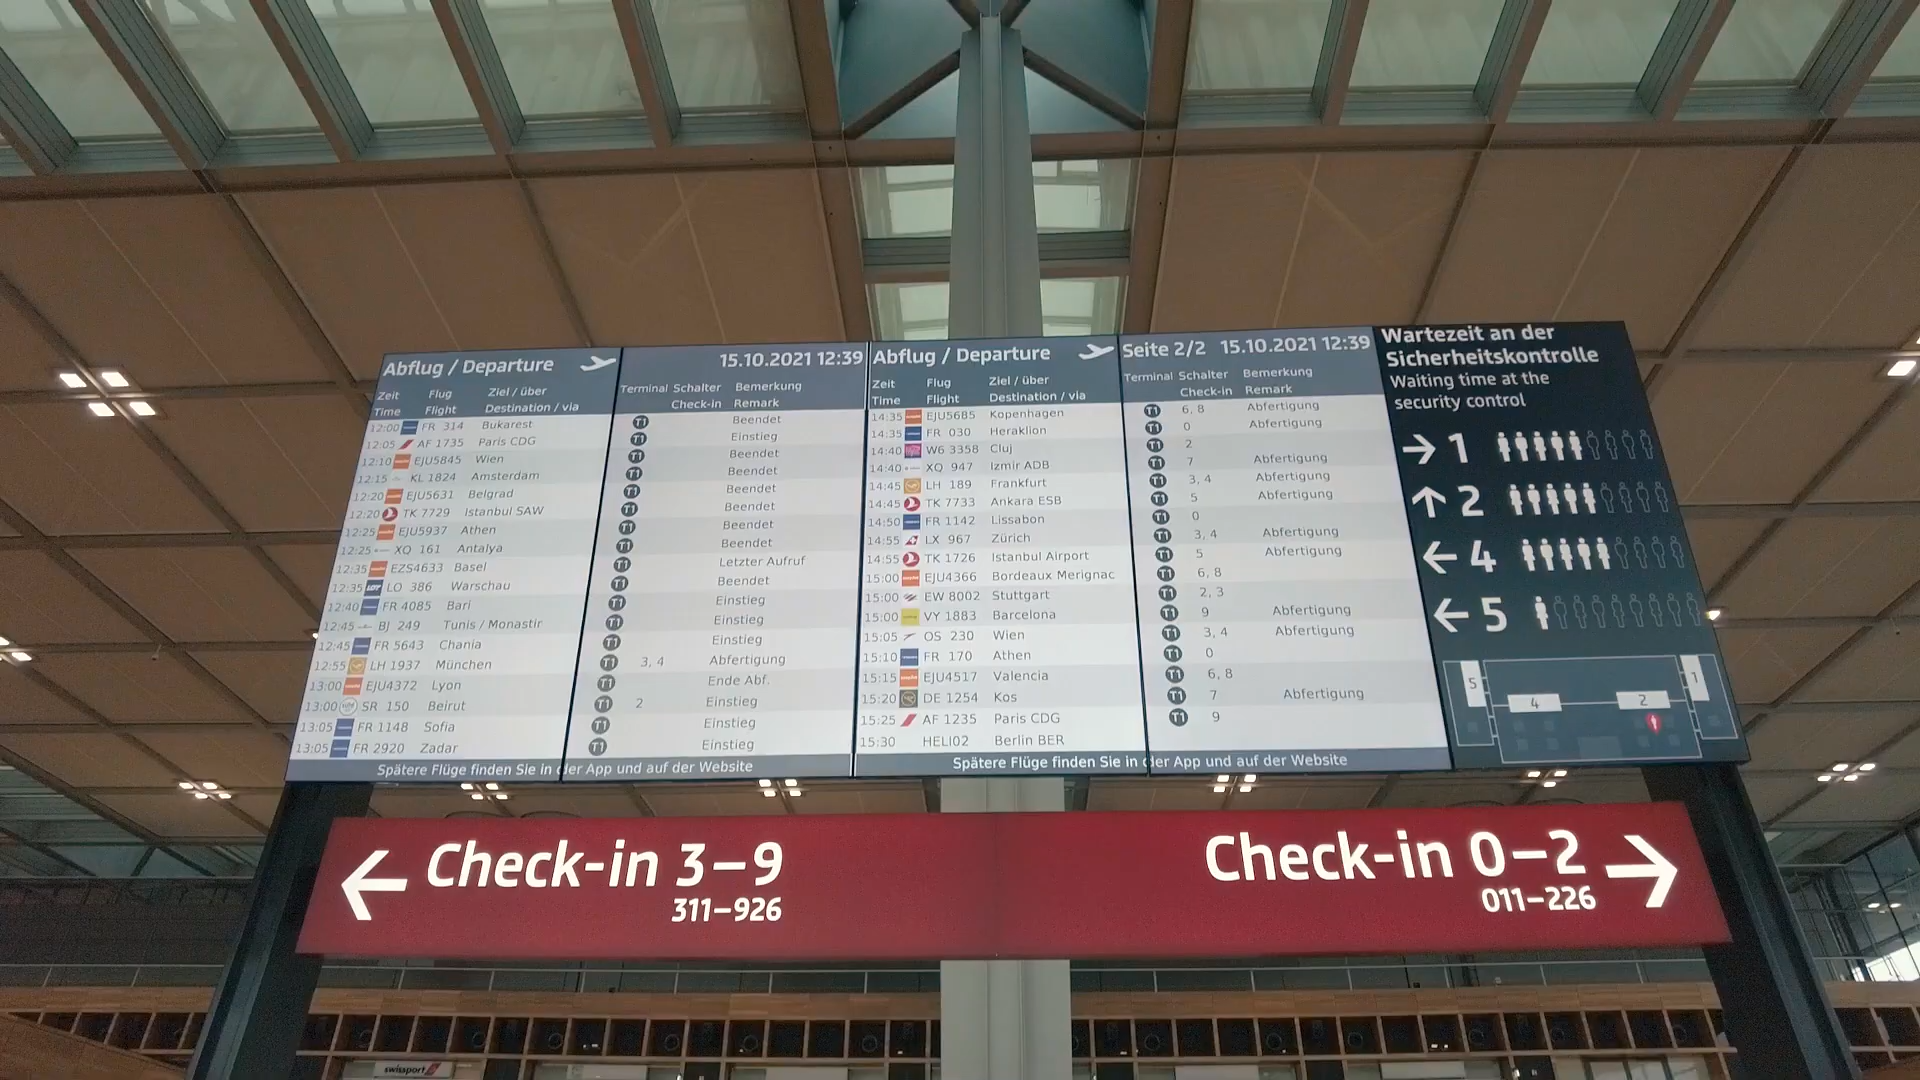 Abflug / Departure
15.10.2021 12:39
Zeit Flug Ziel / über Terminal Schalter Bemerkung
Time Flight Destination / via Check-in Remark
12:00 FR 314 Bukarest T1 Beendet
12:05 AF 1735 Paris CDG T1 Einstieg
12:10 EJU5845 Wien T1 Beendet
12:15 KL 1824 Amsterdam T1 Beendet
12:20 EJU5631 Belgrad T1 Beendet
12:20 TK 7729 Istanbul SAW T1 Beendet
12:25 EJU5937 Athen T1 Beendet
12:25 XQ 161 Antalya T1 Beendet
12:35 EZS4633 Basel T1 Letzter Aufruf
12:35 LOT LO 386 Warschau T1 Beendet
12:40 FR 4085 Bari T1 Einstieg
12:45 BJ 249 Tunis / Monastir T1 Einstieg
12:45 FR 5643 Chania T1 Einstieg
12:55 LH 1937 München T1 3, 4 Abfertigung
13:00 EJU4372 Lyon T1 Ende Abf.
13:00 SR 150 Beirut T1 2 Einstieg
13:05 FR 1148 Sofia T1 Einstieg
13:05 FR 2920 Zadar T1 Einstieg
Spätere Flüge finden Sie in der App und auf der Website
Abflug / Departure
Seite 2/2 15.10.2021 12:39
Zeit Flug Ziel / über Terminal Schalter Bemerkung
Time Flight Destination / via Check-in Remark
14:35 EJU5685 Kopenhagen T1 6, 8 Abfertigung
14:35 FR 030 Heraklion T1 0 Abfertigung
14:40 W6 3358 Cluj T1 2
14:40 XQ 947 Izmir ADB T1 7 Abfertigung
14:45 LH 189 Frankfurt T1 3, 4 Abfertigung
14:45 TK 7733 Ankara ESB T1 5 Abfertigung
14:50 FR 1142 Lissabon T1 0
14:55 LX 967 Zürich T1 3, 4 Abfertigung
14:55 TK 1726 Istanbul Airport T1 5 Abfertigung
15:00 EJU4366 Bordeaux Merignac T1 6, 8
15:00 EW 8002 Stuttgart T1 2, 3
15:00 VY 1883 Barcelona T1 9 Abfertigung
15:05 OS 230 Wien T1 3, 4 Abfertigung
15:10 FR 170 Athen T1 0
15:15 EJU4517 Valencia T1 6, 8
15:20 DE 1254 Kos T1 7 Abfertigung
15:25 AF 1235 Paris CDG T1 9
15:30 HELI02 Berlin BER
Spätere Flüge finden Sie in der App und auf der Website
Wartezeit an der
Sicherheitskontrolle
Waiting time at the
security control
→ 1
↑ 2
← 4
← 5
5 4 2 1
← Check-in 3–9
311–926
Check-in 0–2 →
011–226
swissport